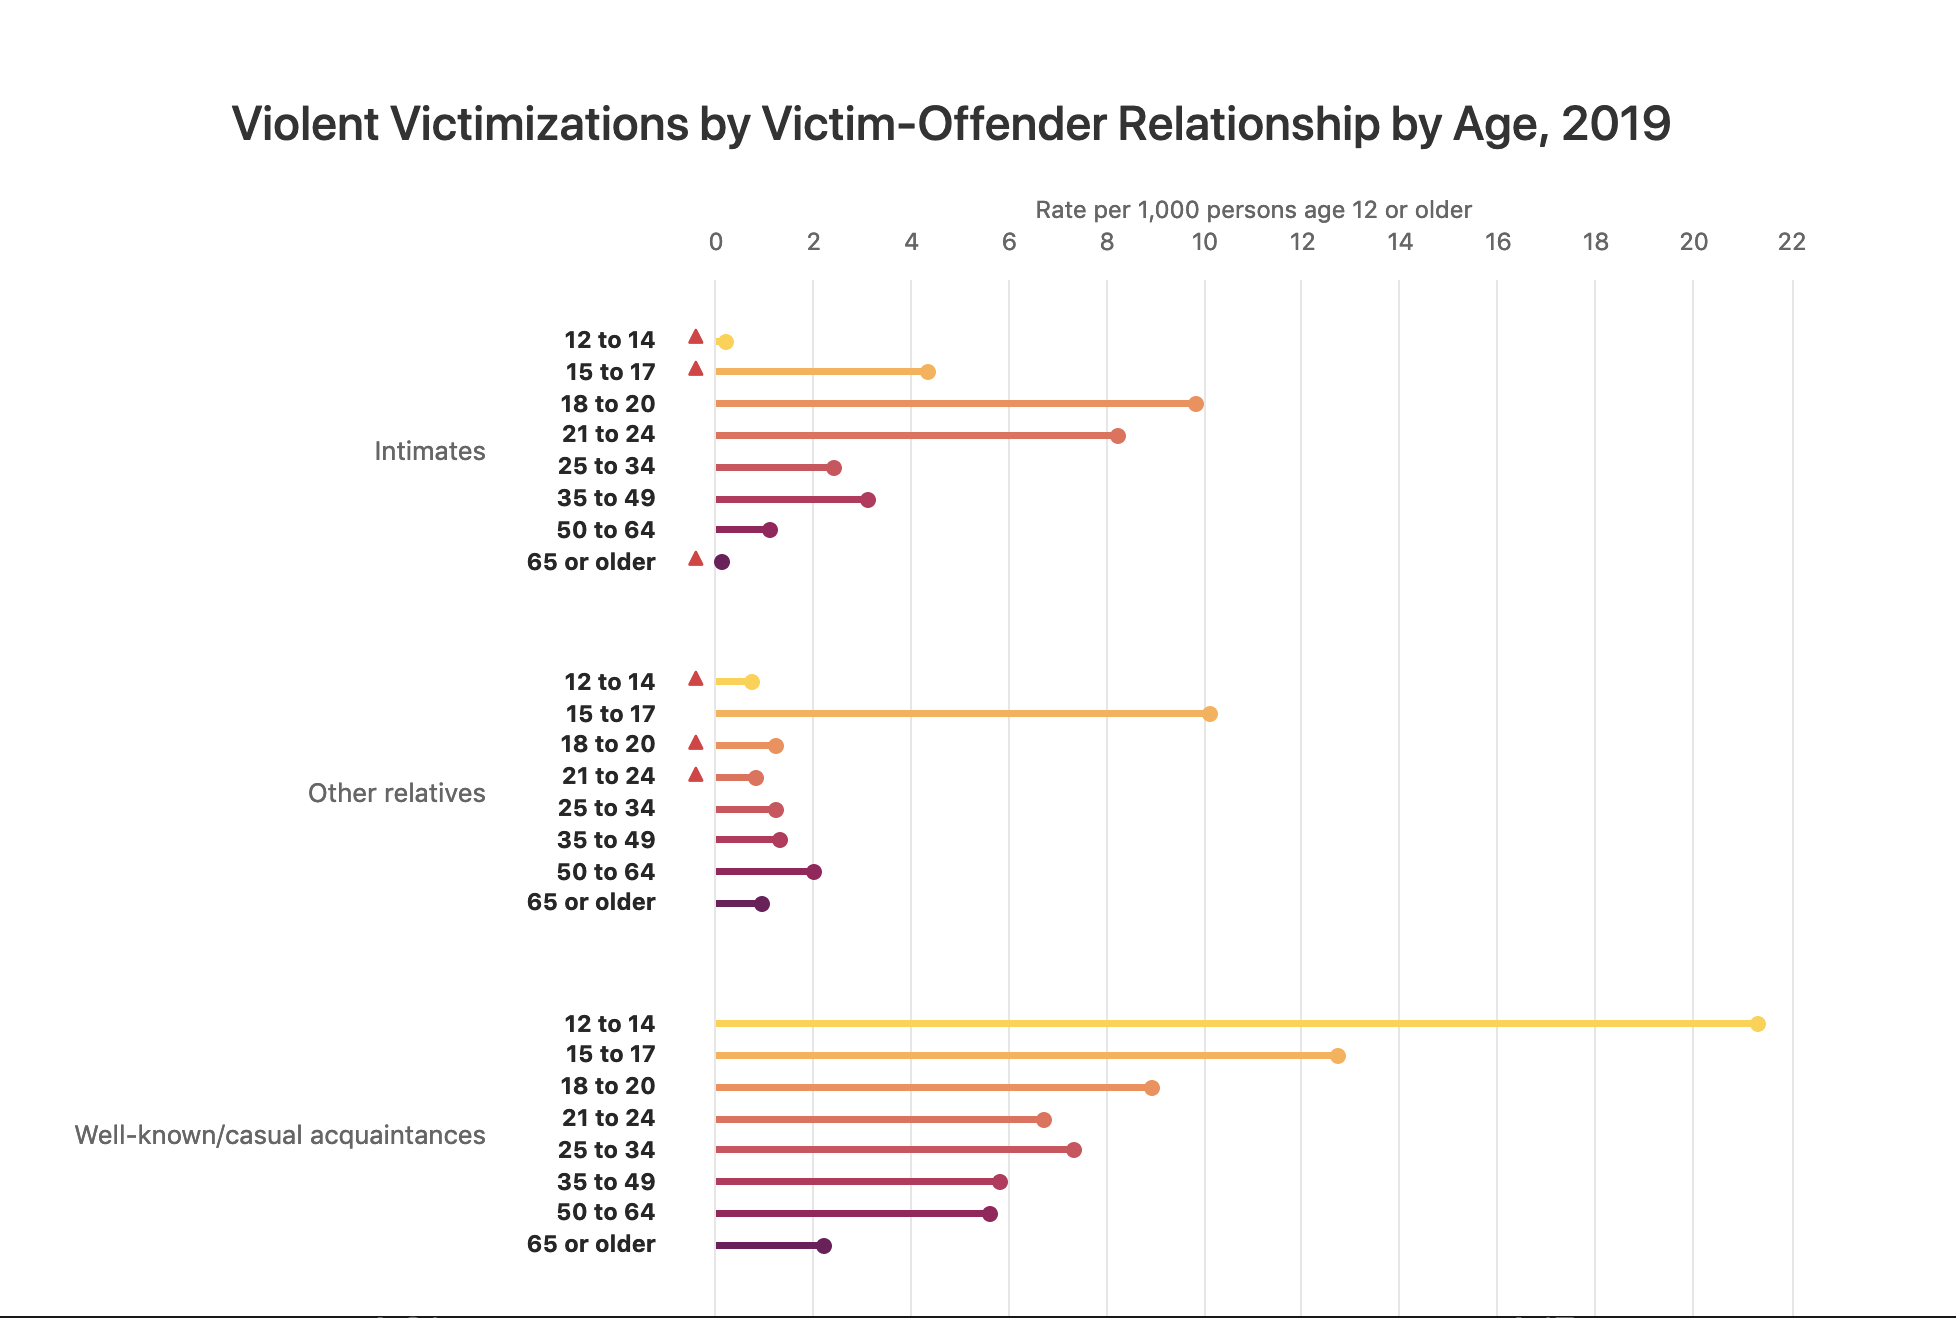 Violent Victimizations by Victim-Offender Relationship by Age, 2019
Rate per 1,000 persons age 12 or older
0 2 4 6 8 10 12 14 16 18 20 22
Intimates
12 to 14
15 to 17
18 to 20
21 to 24
25 to 34
35 to 49
50 to 64
65 or older
Other relatives
12 to 14
15 to 17
18 to 20
21 to 24
25 to 34
35 to 49
50 to 64
65 or older
Well-known/casual acquaintances
12 to 14
15 to 17
18 to 20
21 to 24
25 to 34
35 to 49
50 to 64
65 or older